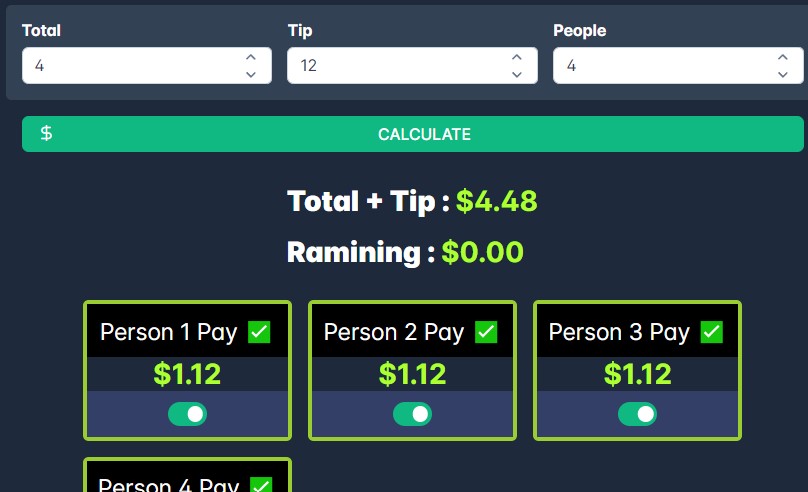 Total Tip People
4 12 4
$ CALCULATE
Total + Tip : $4.48
Ramining : $0.00
Person 1 Pay ✅ Person 2 Pay ✅ Person 3 Pay ✅
$1.12 $1.12 $1.12
Person 4 Pay ✅